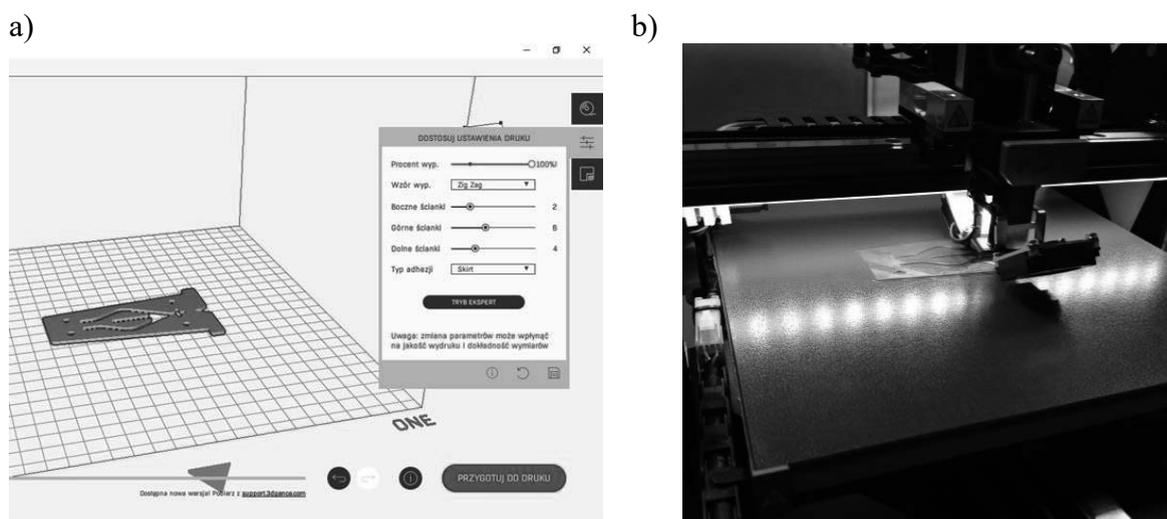 a)
b)
DOSTOSUJ USTAWIENIA DRUKU
Procent wyp. 100%!
Wzór wyp. Zig Zag
Boczne ścianki 2
Górne ścianki 6
Dolne ścianki 4
Typ adhezji Skirt
TRYB EKSPERT
Uwaga: zmiana parametrów może wpłynąć
na jakość wydruku i dokładność wymiarów
ONE
PRZYGOTUJ DO DRUKU
Dostępna nowa wersja! Pobierz z support.3dgence.com